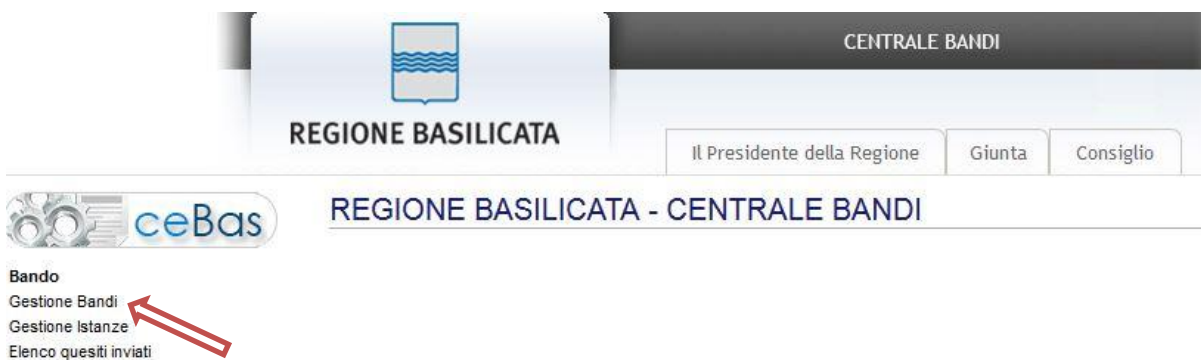 CENTRALE BANDI
REGIONE BASILICATA
Il Presidente della Regione
Giunta
Consiglio
ceBas
REGIONE BASILICATA - CENTRALE BANDI
Bando
Gestione Bandi
Gestione Istanze
Elenco quesiti inviati